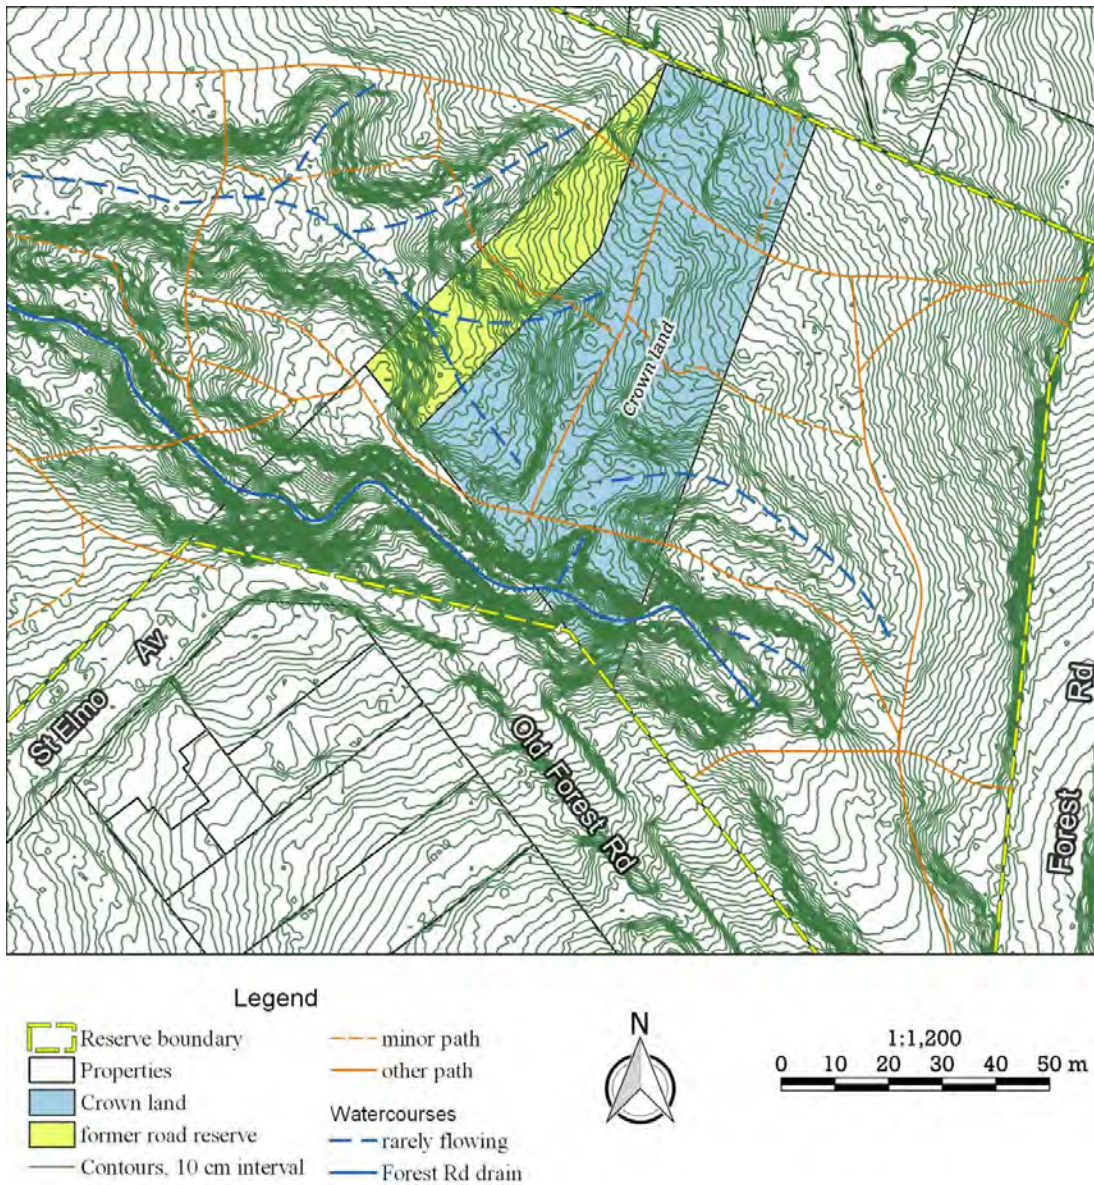 Crown land
St Elmo Av.
Old Forest Rd
Forest Rd
Legend
Reserve boundary
Properties
Crown land
former road reserve
Contours, 10 cm interval
minor path
other path
Watercourses
rarely flowing
Forest Rd drain
N
1:1,200
0 10 20 30 40 50 m